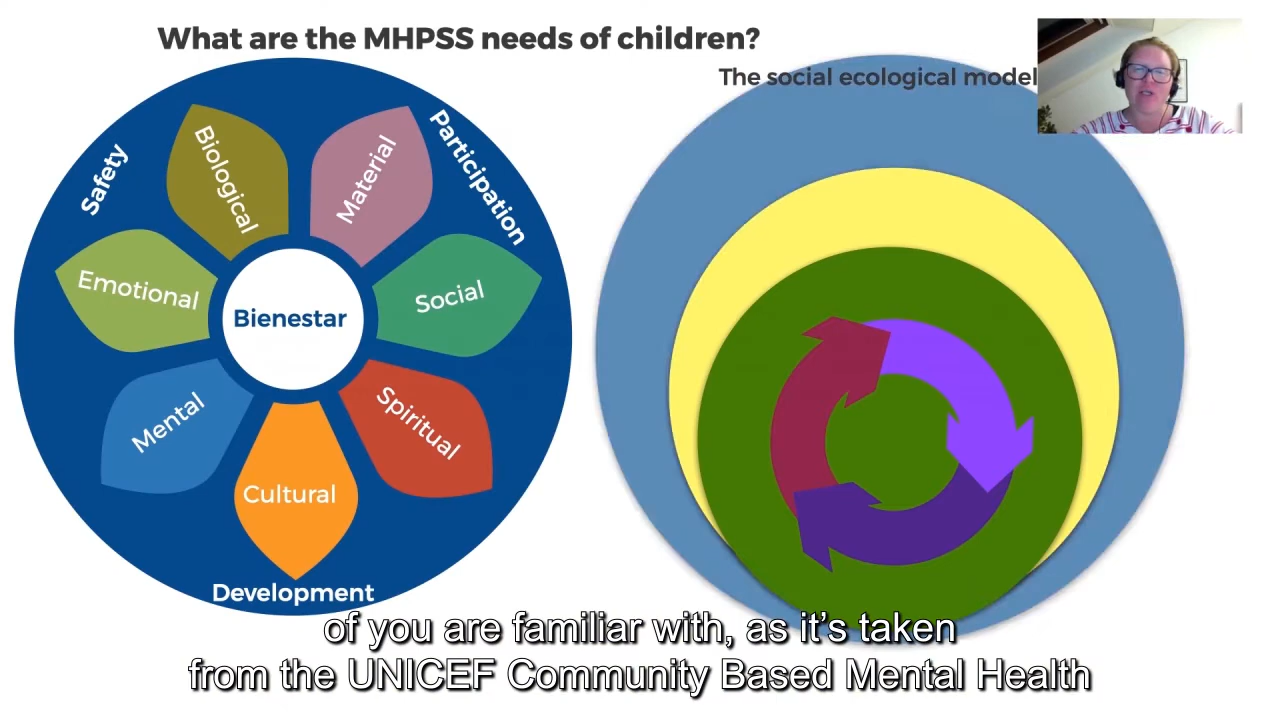 What are the MHPSS needs of children?
The social ecological model
Safety
Biological
Material
Participation
Emotional
Bienestar
Social
Mental
Spiritual
Cultural
Development
of you are familiar with, as it’s taken
from the UNICEF Community Based Mental Health